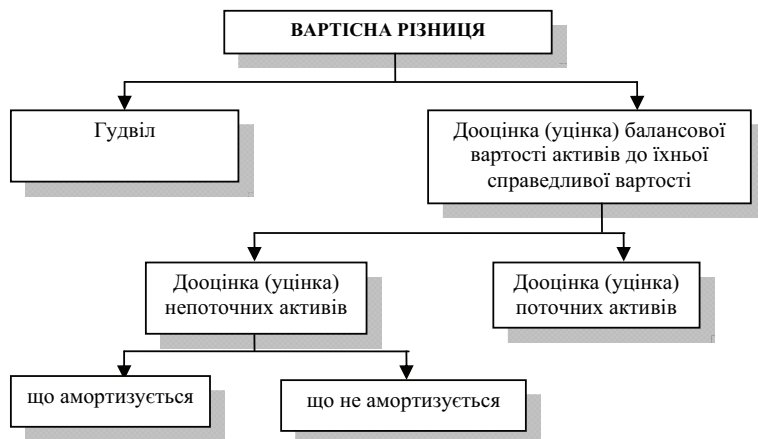 ВАРТІСНА РІЗНИЦЯ
Гудвіл
Дооцінка (уцінка) балансової
вартості активів до їхньої
справедливої вартості
Дооцінка (уцінка)
непоточних активів
Дооцінка (уцінка)
поточних активів
що амортизується
що не амортизується